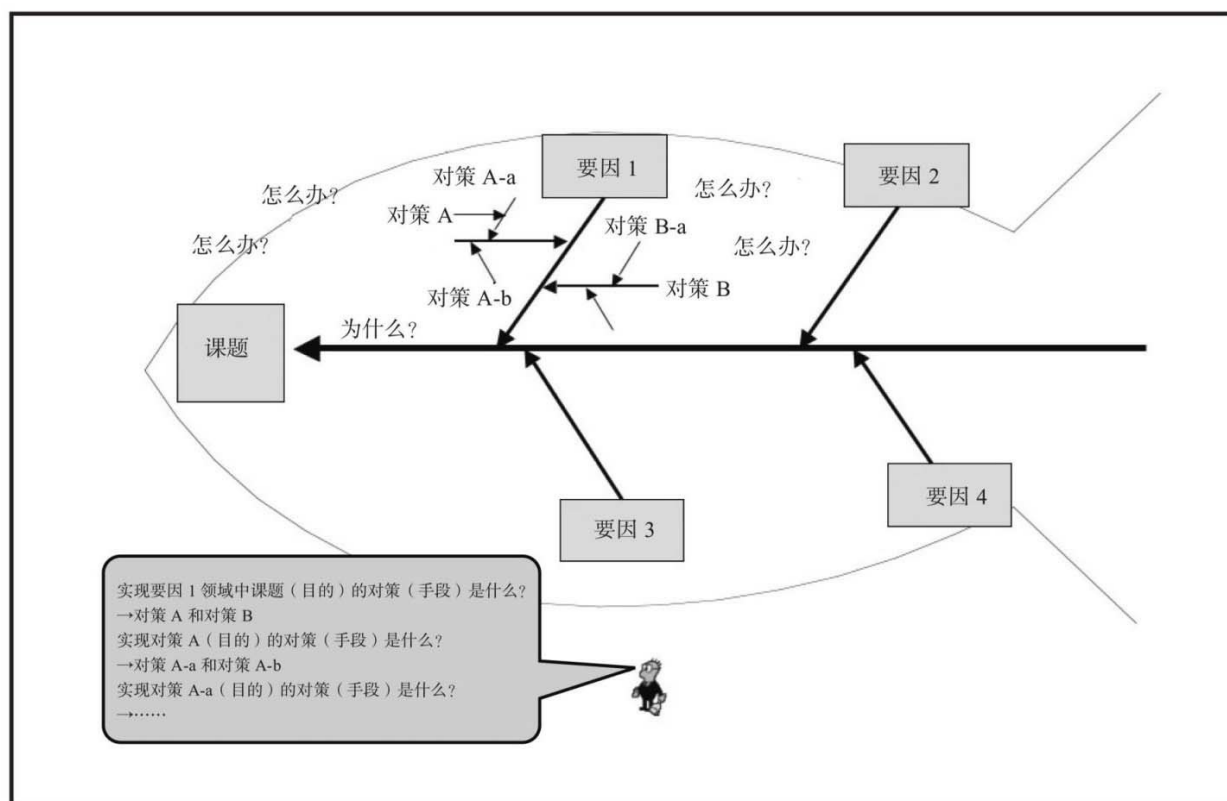 要因 1
要因 2
对策 A-a
怎么办？
怎么办？
对策 A
对策 B-a
怎么办？
怎么办？
对策 A-b
对策 B
为什么？
课题
要因 3
要因 4
实现要因 1 领域中课题（目的）的对策（手段）是什么？
→对策 A 和对策 B
实现对策 A（目的）的对策（手段）是什么？
→对策 A-a 和对策 A-b
实现对策 A-a（目的）的对策（手段）是什么？
→……